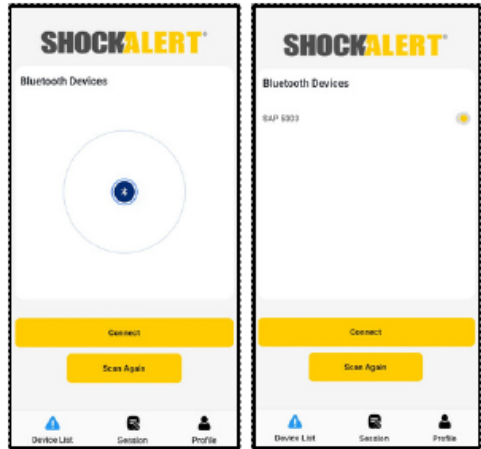 SHOCKALERT®
Bluetooth Devices
Connect
Scan Again
Device List Session Profile
SHOCKALERT®
Bluetooth Devices
SAP 5303
Connect
Scan Again
Device List Session Profile